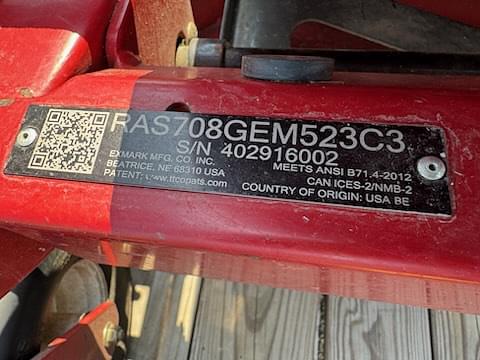 RAS708GEM523C3
S/N 402916002
EXMARK MFG. CO. INC.
BEATRICE, NE 68310 USA
PATENT: www.ttcopats.com
MEETS ANSI B71.4-2012
CAN ICES-2/NMB-2
COUNTRY OF ORIGIN: USA BE